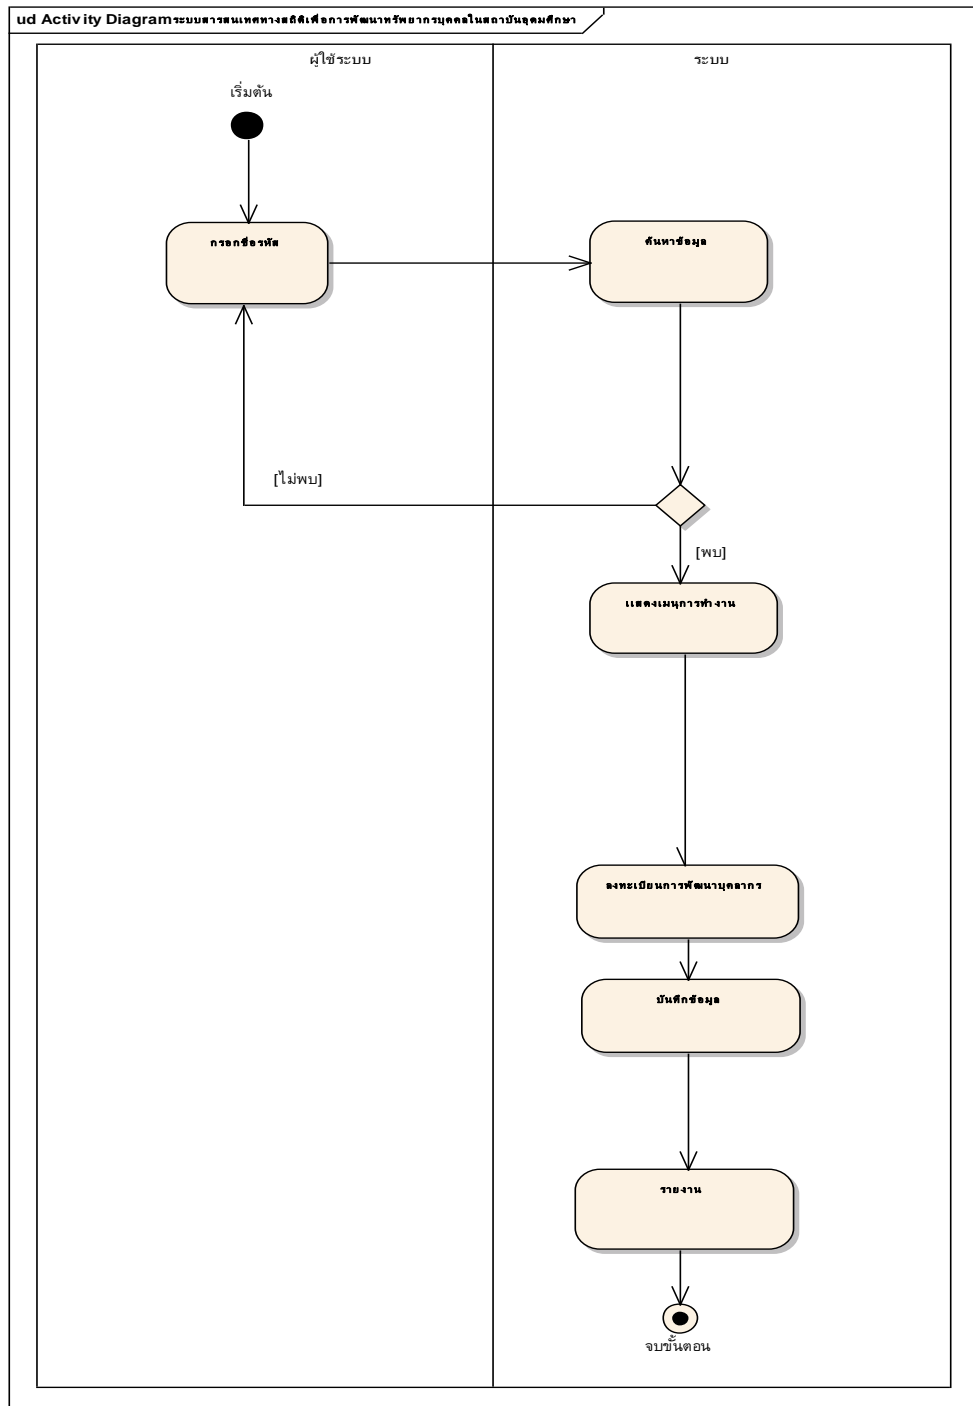 ud Activity Diagramระบบสารสนเทศทางสถิติเพื่อการพัฒนาทรัพยากรบุคคลในสถาบันอุดมศึกษา
ผู้ใช้ระบบ
ระบบ
เริ่มต้น
กรอกชื่อรหัส
ค้นหาข้อมูล
[ไม่พบ]
[พบ]
แสดงเมนูการทำงาน
ลงทะเบียนการพัฒนาบุคลากร
บันทึกข้อมูล
รายงาน
จบขั้นตอน